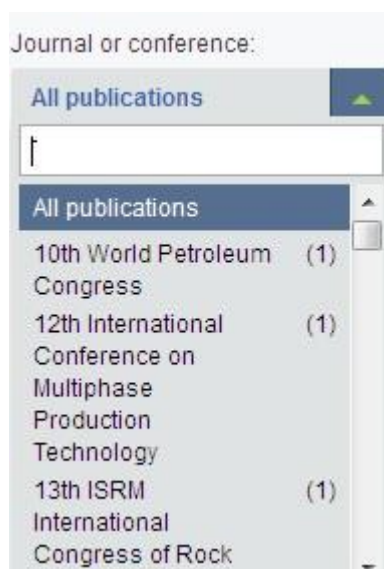 Journal or conference:
All publications
All publications
10th World Petroleum (1)
Congress
12th International (1)
Conference on
Multiphase
Production
Technology
13th ISRM (1)
International
Congress of Rock